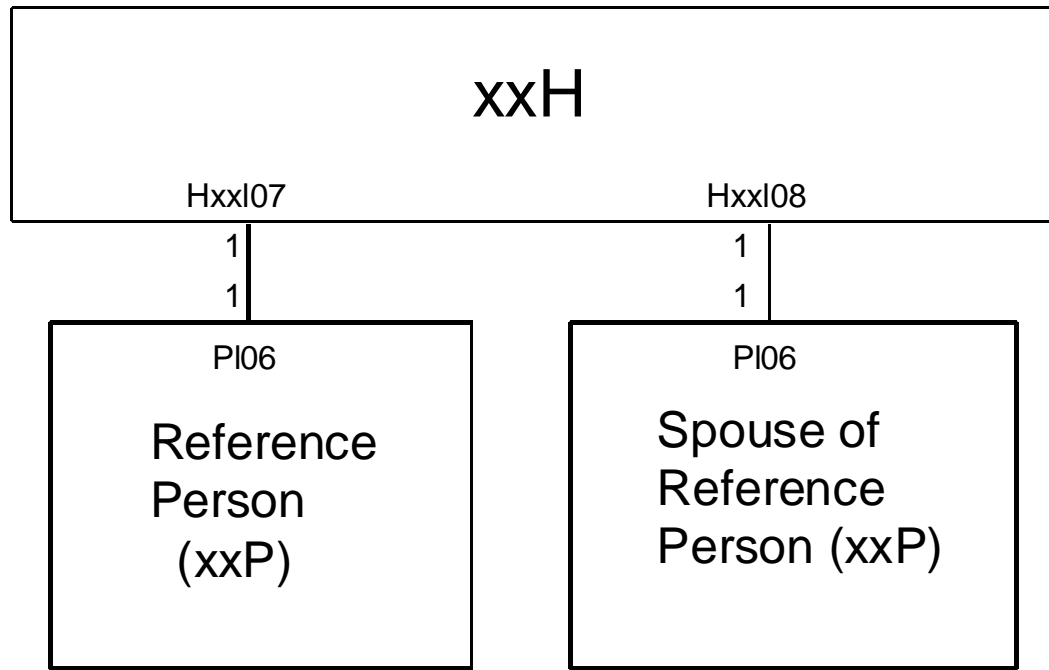 xxH
Hxxl07 Hxxl08
1 1
1 1
Pl06 Pl06
Reference
Person
(xxP)
Spouse of
Reference
Person (xxP)